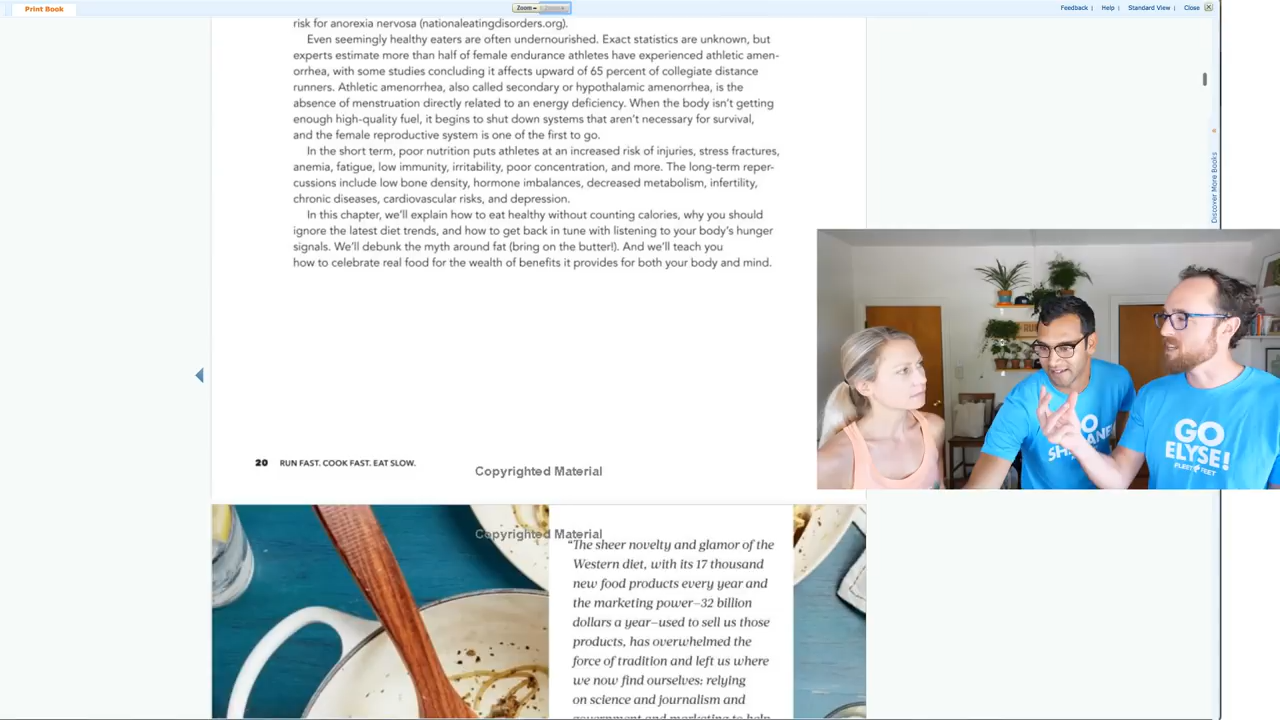 Print Book
Zoom
Zoom
Feedback | Help | Standard View | Close
risk for anorexia nervosa (nationaleatingdisorders.org).
Even seemingly healthy eaters are often undernourished. Exact statistics are unknown, but
experts estimate more than half of female endurance athletes have experienced athletic amen-
orrhea, with some studies concluding it affects upward of 65 percent of collegiate distance
runners. Athletic amenorrhea, also called secondary or hypothalamic amenorrhea, is the
absence of menstruation directly related to an energy deficiency. When the body isn't getting
enough high-quality fuel, it begins to shut down systems that aren't necessary for survival,
and the female reproductive system is one of the first to go.
In the short term, poor nutrition puts athletes at an increased risk of injuries, stress fractures,
anemia, fatigue, low immunity, irritability, poor concentration, and more. The long-term reper-
cussions include low bone density, hormone imbalances, decreased metabolism, infertility,
chronic diseases, cardiovascular risks, and depression.
In this chapter, we'll explain how to eat healthy without counting calories, why you should
ignore the latest diet trends, and how to get back in tune with listening to your body's hunger
signals. We'll debunk the myth around fat (bring on the butter!). And we'll teach you
how to celebrate real food for the wealth of benefits it provides for both your body and mind.
Discover More Books
GO
GO
ELYSE!
FLEET FEET
20 RUN FAST. COOK FAST. EAT SLOW.
Copyrighted Material
Copyrighted Material
"The sheer novelty and glamor of the
Western diet, with its 17 thousand
new food products every year and
the marketing power–32 billion
dollars a year–used to sell us those
products, has overwhelmed the
force of tradition and left us where
we now find ourselves: relying
on science and journalism and
government and marketing to help